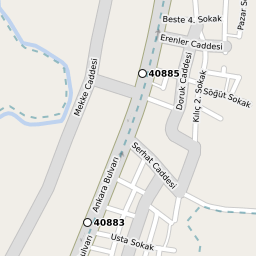 Beste 4. Sokak
Pazar S
Erenler Caddesi
40885
Mekke Caddesi
Doruk Caddesi
Kılıç 2. Sokak
Söğüt Sokak
Serhat Caddesi
Ankara Bulvarı
40883
Usta Sokak
ulvarı